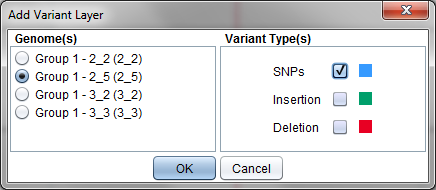 Add Variant Layer
Genome(s)
Variant Type(s)
Group 1 - 2_2 (2_2)
Group 1 - 2_5 (2_5)
Group 1 - 3_2 (3_2)
Group 1 - 3_3 (3_3)
SNPs
Insertion
Deletion
OK
Cancel